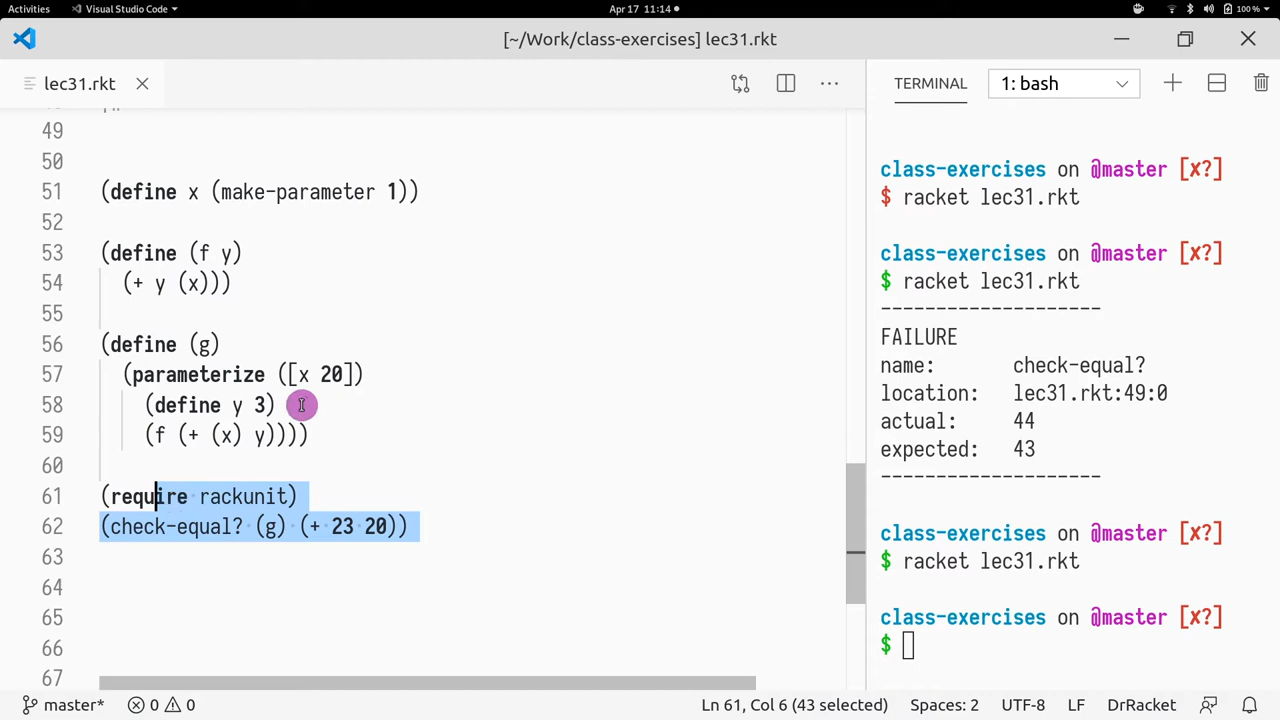 Activities
Visual Studio Code
Apr 17 11:14
100 %
[~/Work/class-exercises] lec31.rkt
lec31.rkt
49
50
51 (define x (make-parameter 1))
52
53 (define (f y)
54 (+ y (x)))
55
56 (define (g)
57 (parameterize ([x 20])
58 (define y 3)
59 (f (+ (x) y))))
60
61 (require rackunit)
62 (check-equal? (g) (+ 23 20))
63
64
65
66
67
TERMINAL
1: bash
class-exercises on @master [x?]
$ racket lec31.rkt
class-exercises on @master [x?]
$ racket lec31.rkt
--------------------
FAILURE
name: check-equal?
location: lec31.rkt:49:0
actual: 44
expected: 43
--------------------
class-exercises on @master [x?]
$ racket lec31.rkt
class-exercises on @master [x?]
$
master*
0
0
Ln 61, Col 6 (43 selected)
Spaces: 2
UTF-8
LF
DrRacket